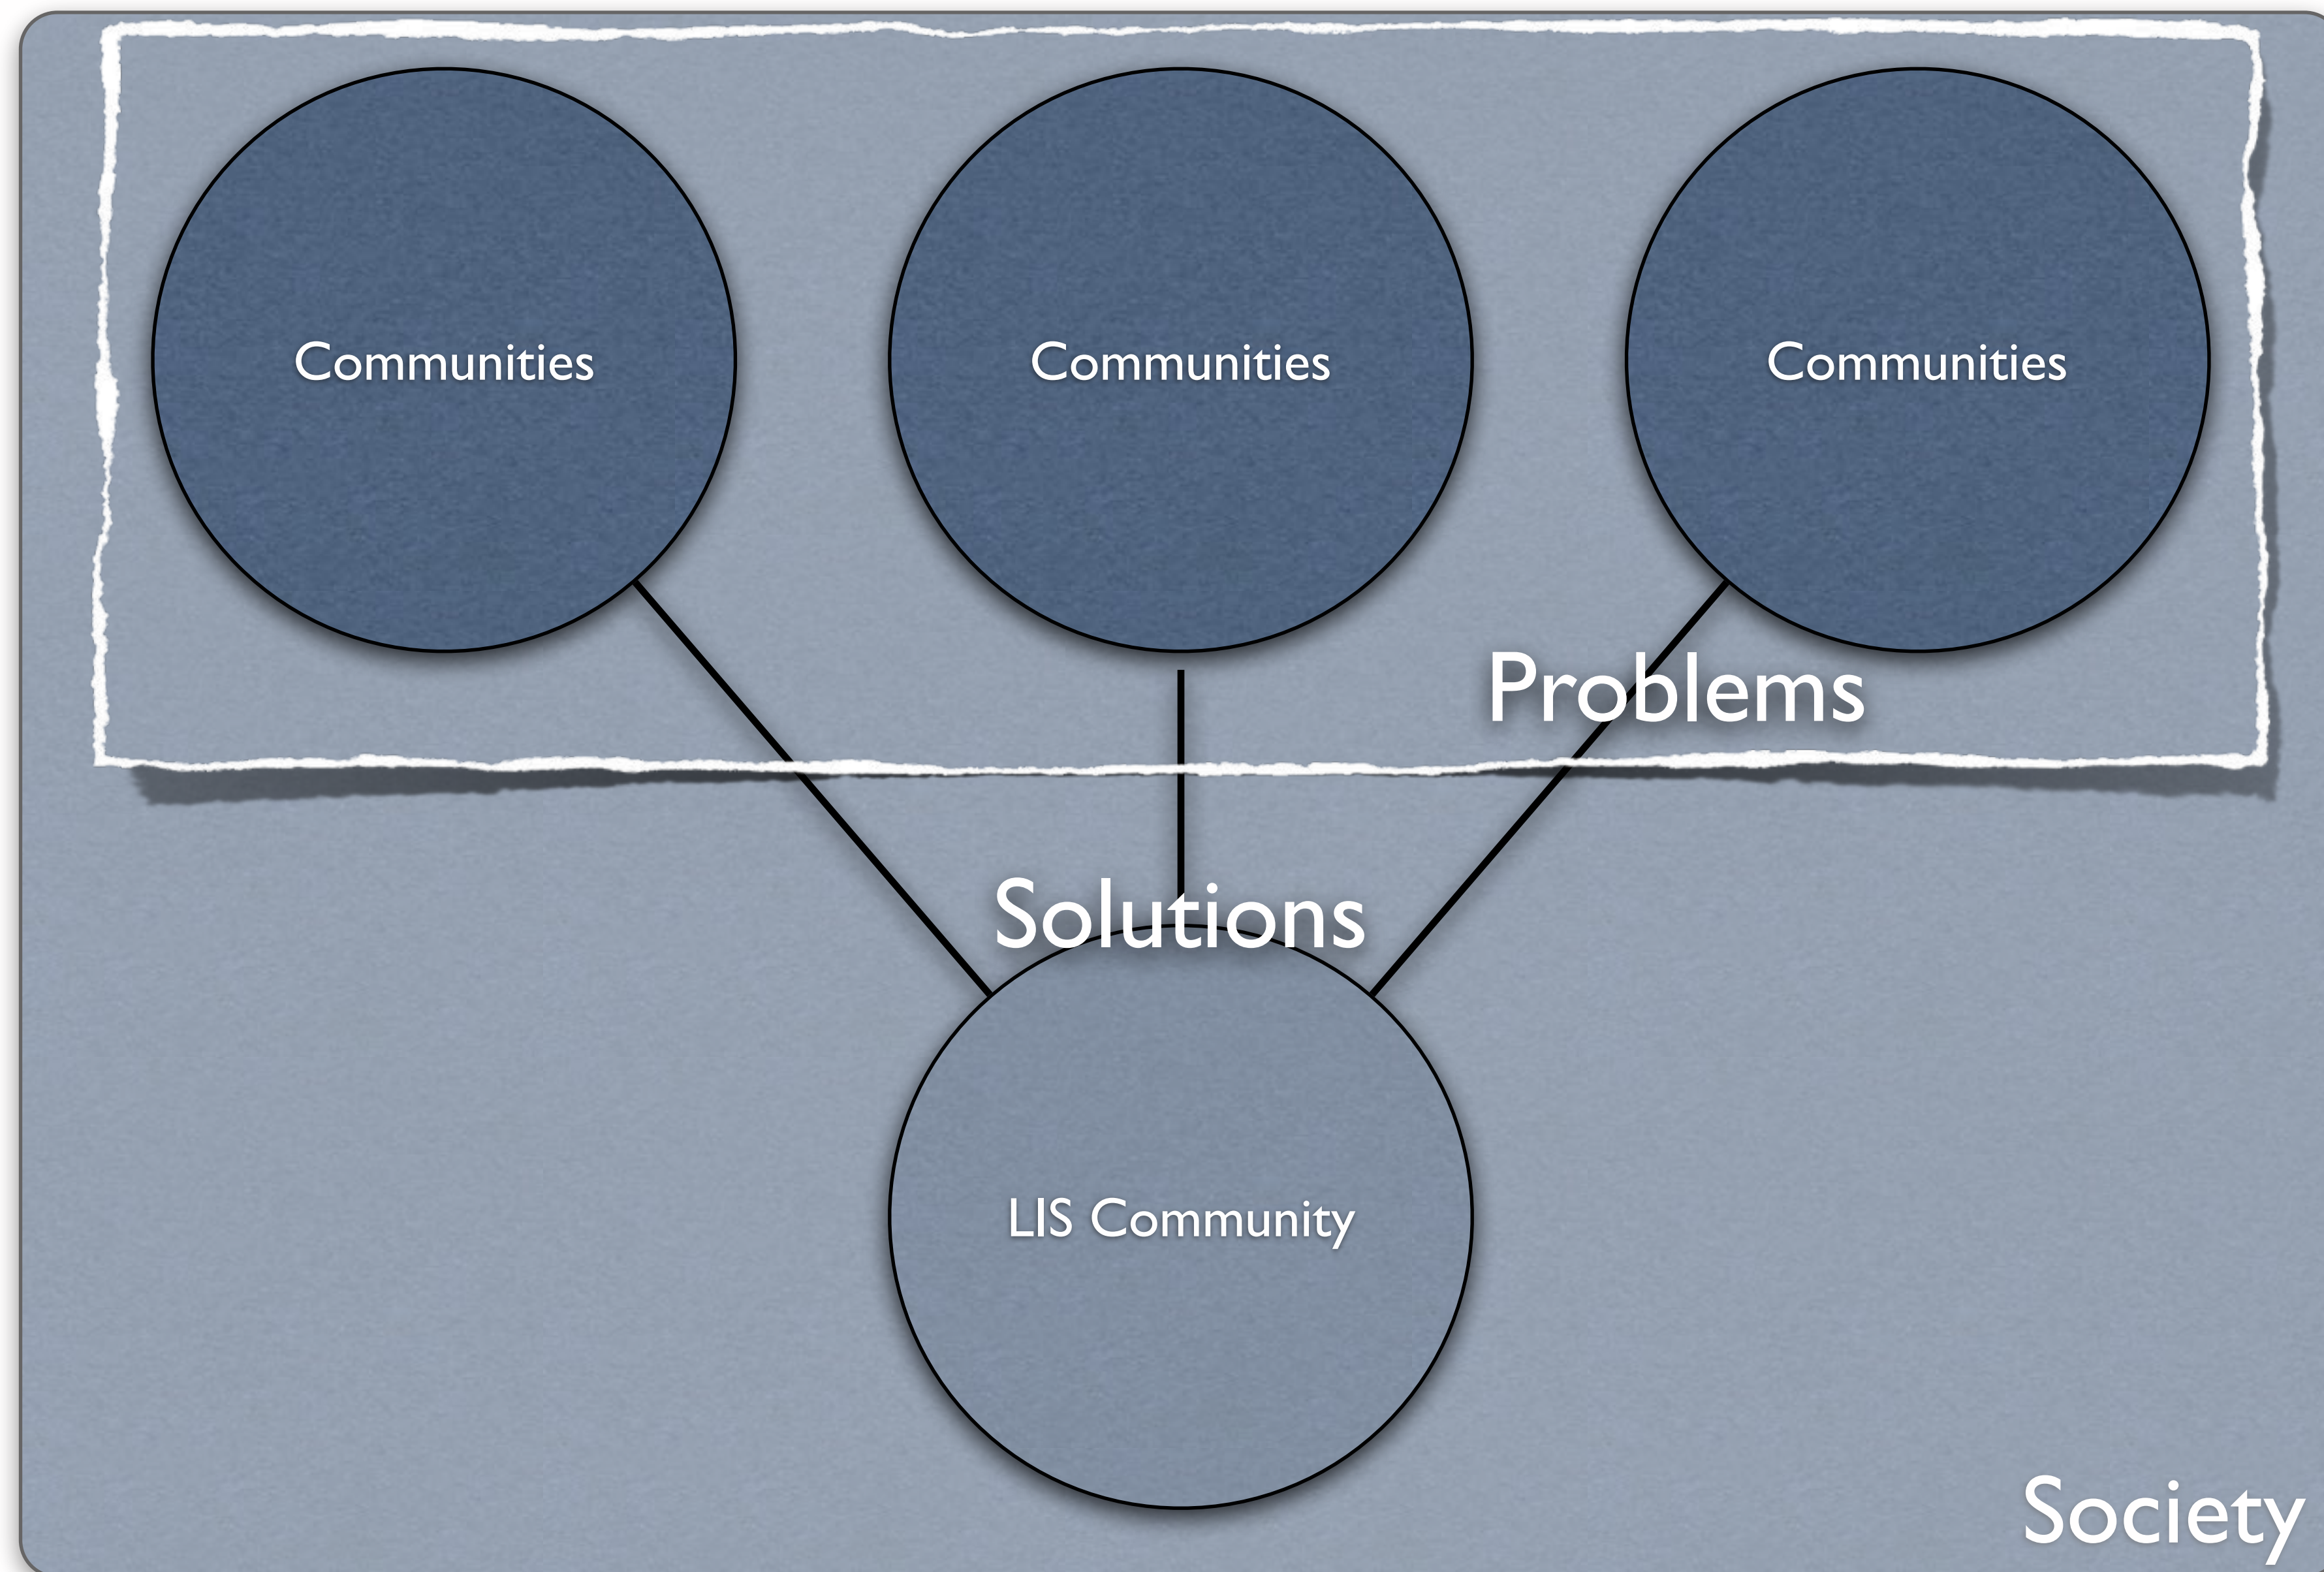 Communities
Communities
Communities
Problems
Solutions
LIS Community
Society